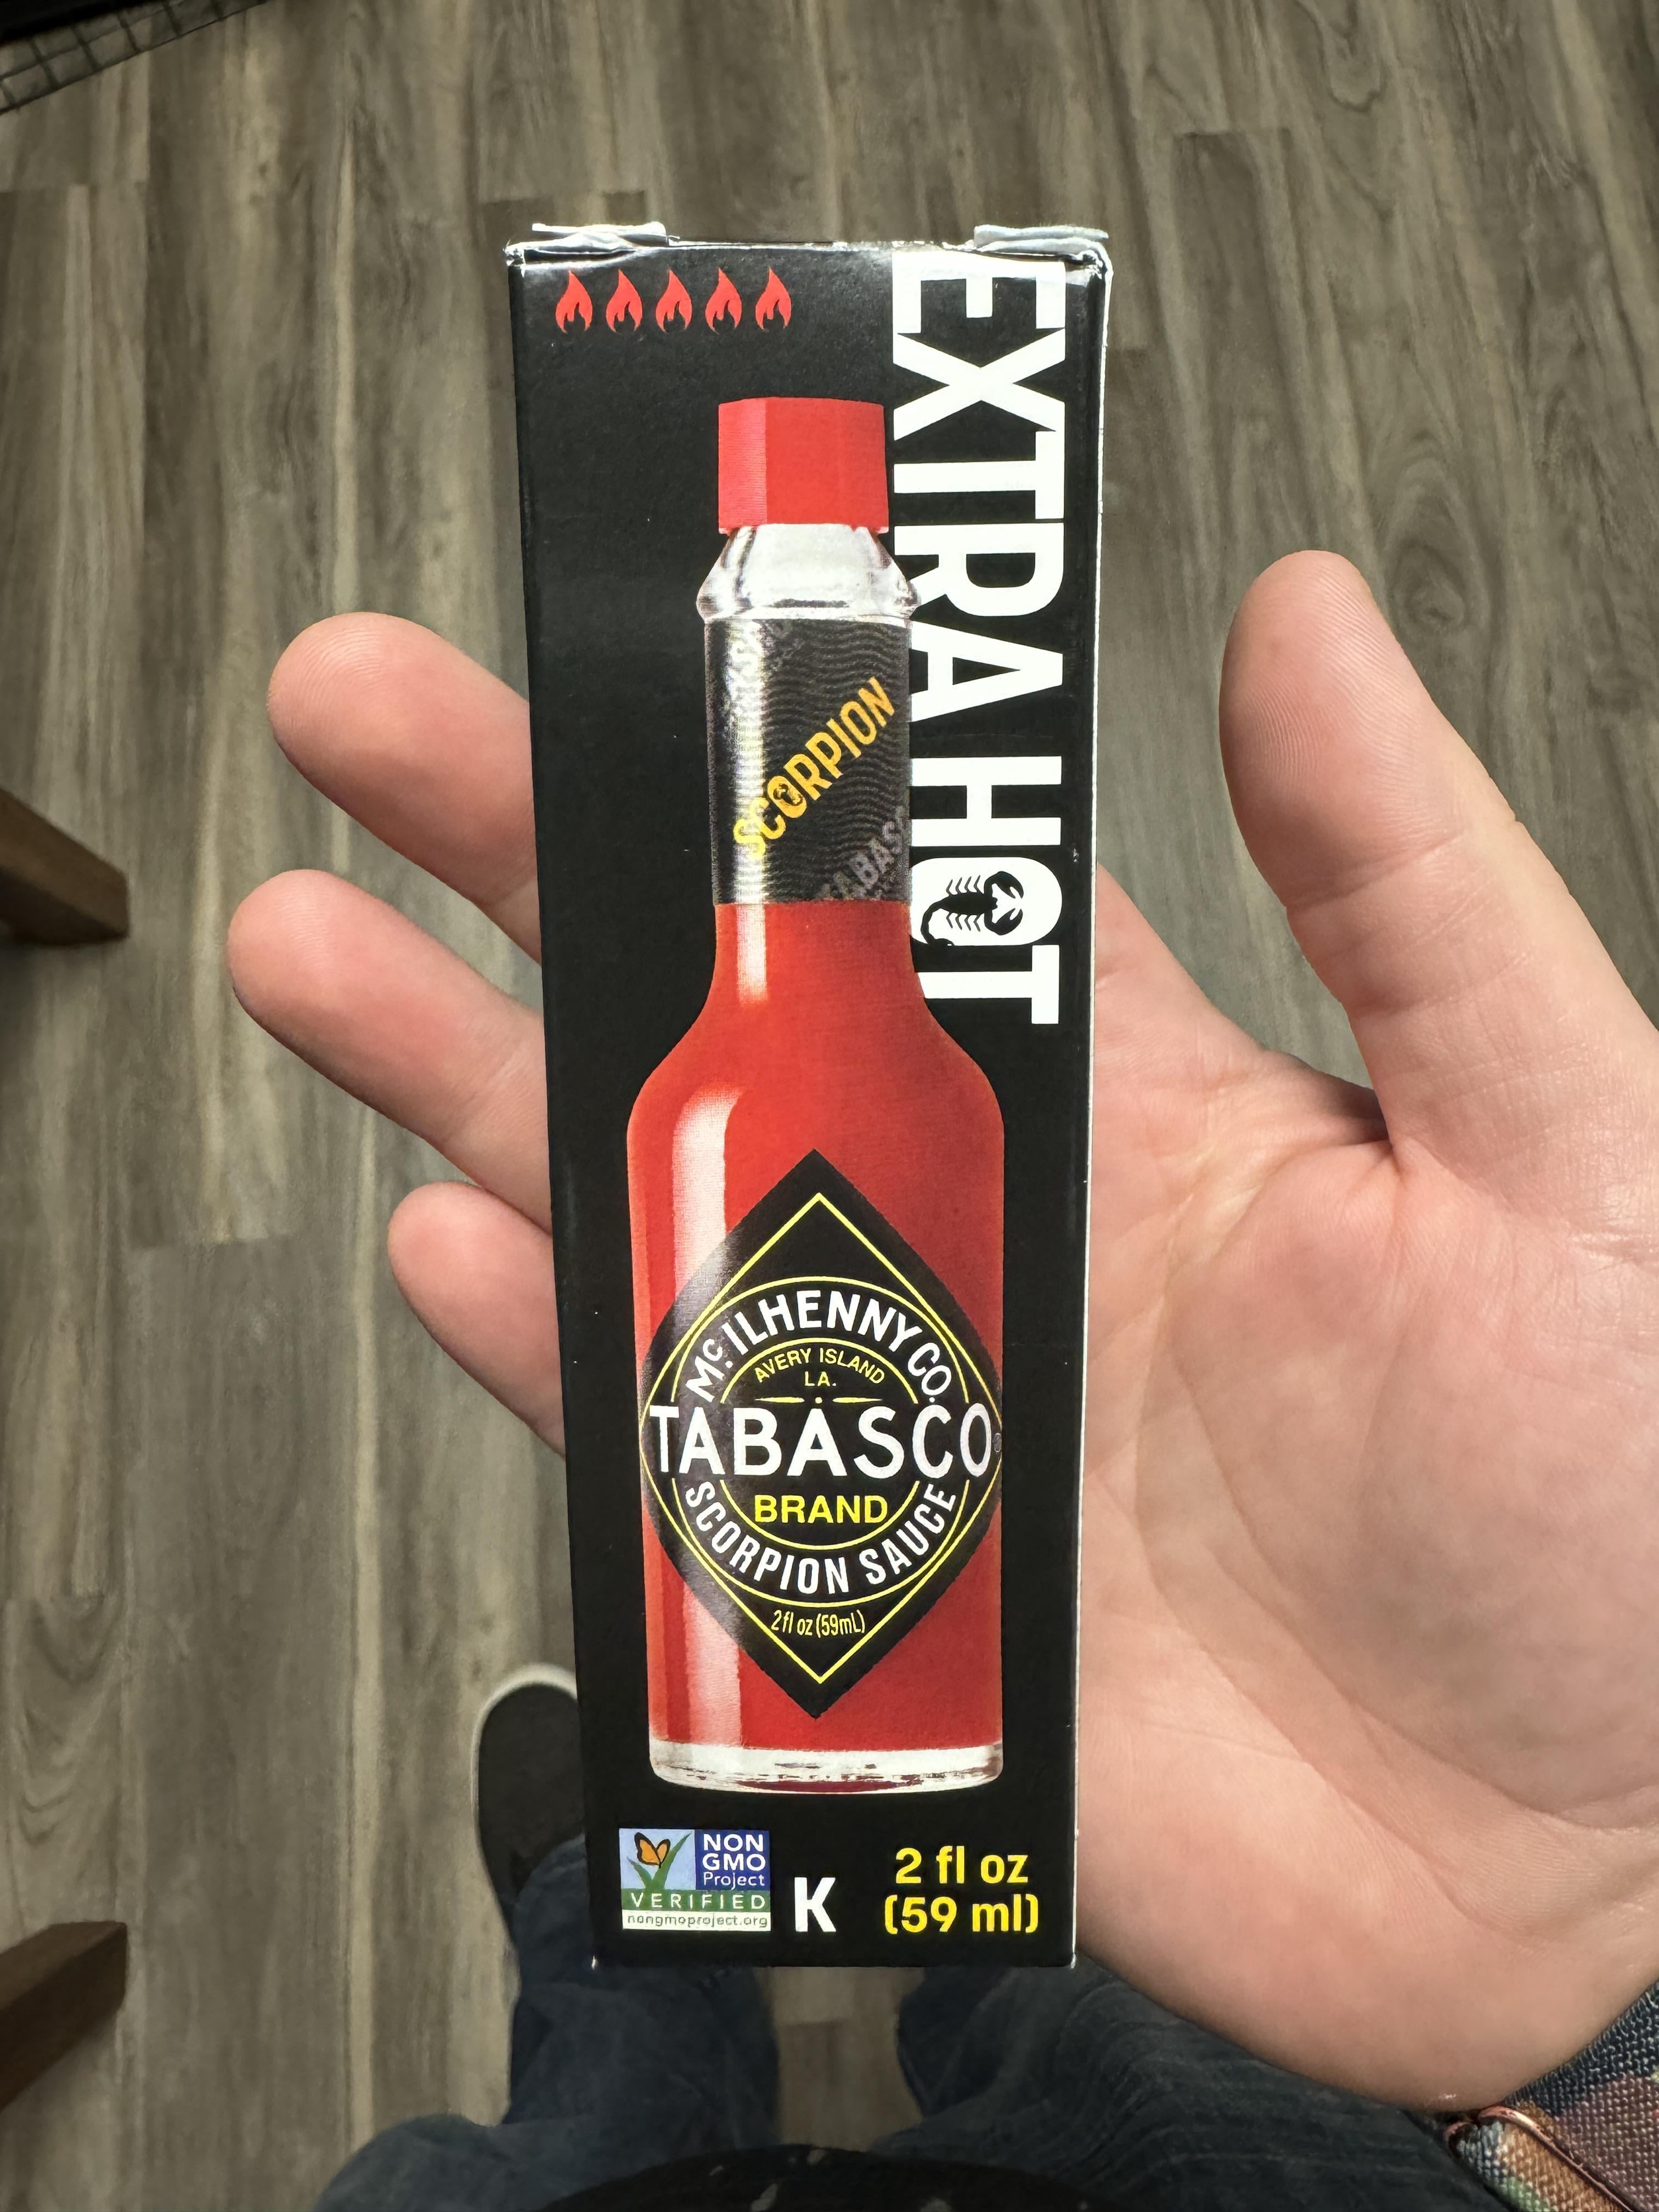 EXTRA HOT
SCORPION
TABAS
McILHENNY CO.
AVERY ISLAND
LA.
TABASCO®
BRAND
SCORPION SAUCE
2 fl oz (59mL)
NON
GMO
Project
VERIFIED
nongmoproject.org
K
2 fl oz
(59 ml)